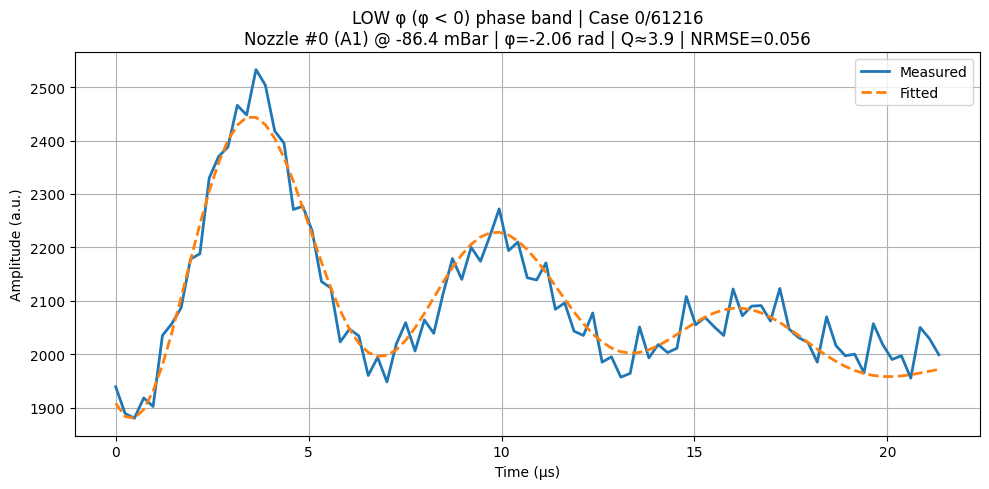 LOW φ (φ < 0) phase band | Case 0/61216
Nozzle #0 (A1) @ -86.4 mBar | φ=-2.06 rad | Q≈3.9 | NRMSE=0.056
Measured
Fitted
Amplitude (a.u.)
2500
2400
2300
2200
2100
2000
1900
0 5 10 15 20
Time (μs)